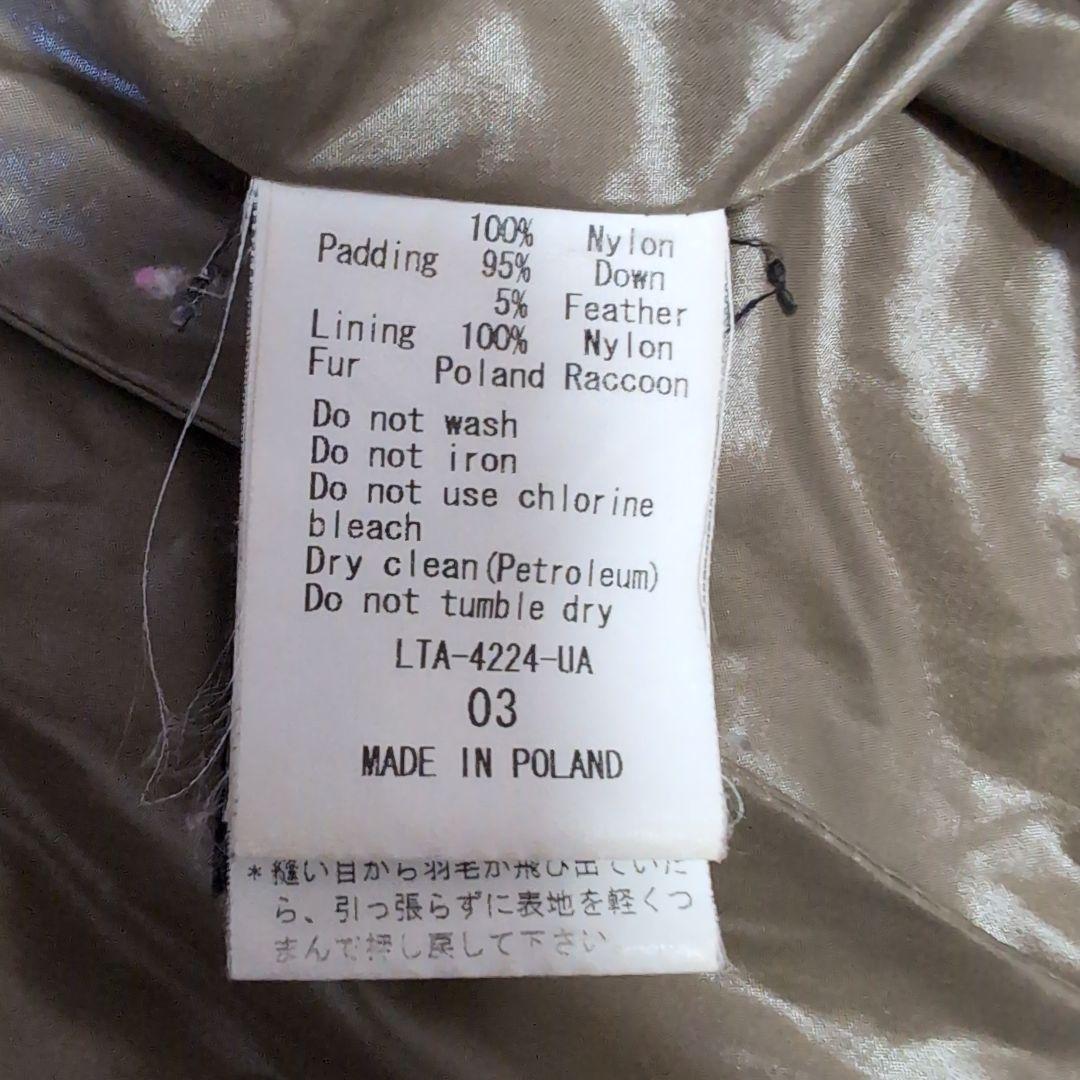 100% Nylon
Padding 95% Down
5% Feather
Lining 100% Nylon
Fur Poland Raccoon
Do not wash
Do not iron
Do not use chlorine
bleach
Dry clean(Petroleum)
Do not tumble dry
LTA-4224-UA
03
MADE IN POLAND
*縫い目から羽毛が飛び出ていた
ら、引っ張らずに表地を軽くつ
まんで押し戻して下さい